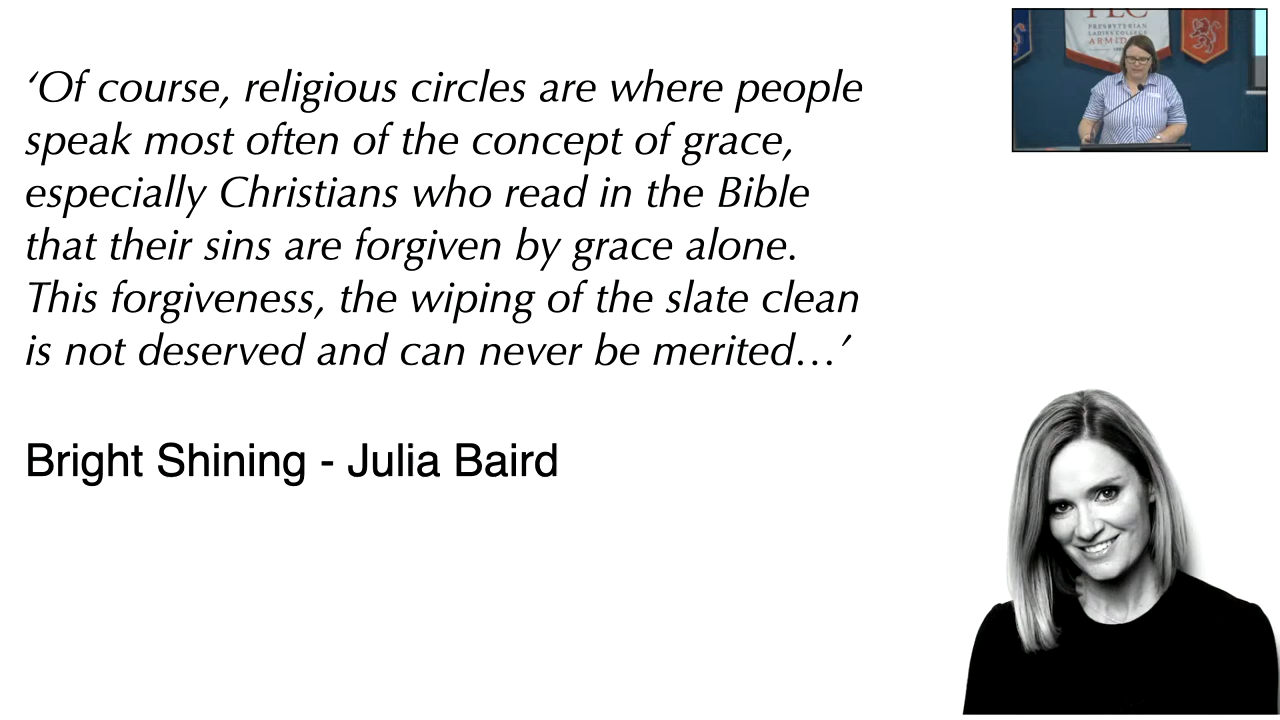 ‘Of course, religious circles are where people
speak most often of the concept of grace,
especially Christians who read in the Bible
that their sins are forgiven by grace alone.
This forgiveness, the wiping of the slate clean
is not deserved and can never be merited…’
Bright Shining - Julia Baird
PLC
PRESBYTERIAN
LADIES COLLEGE
ARMIDALE